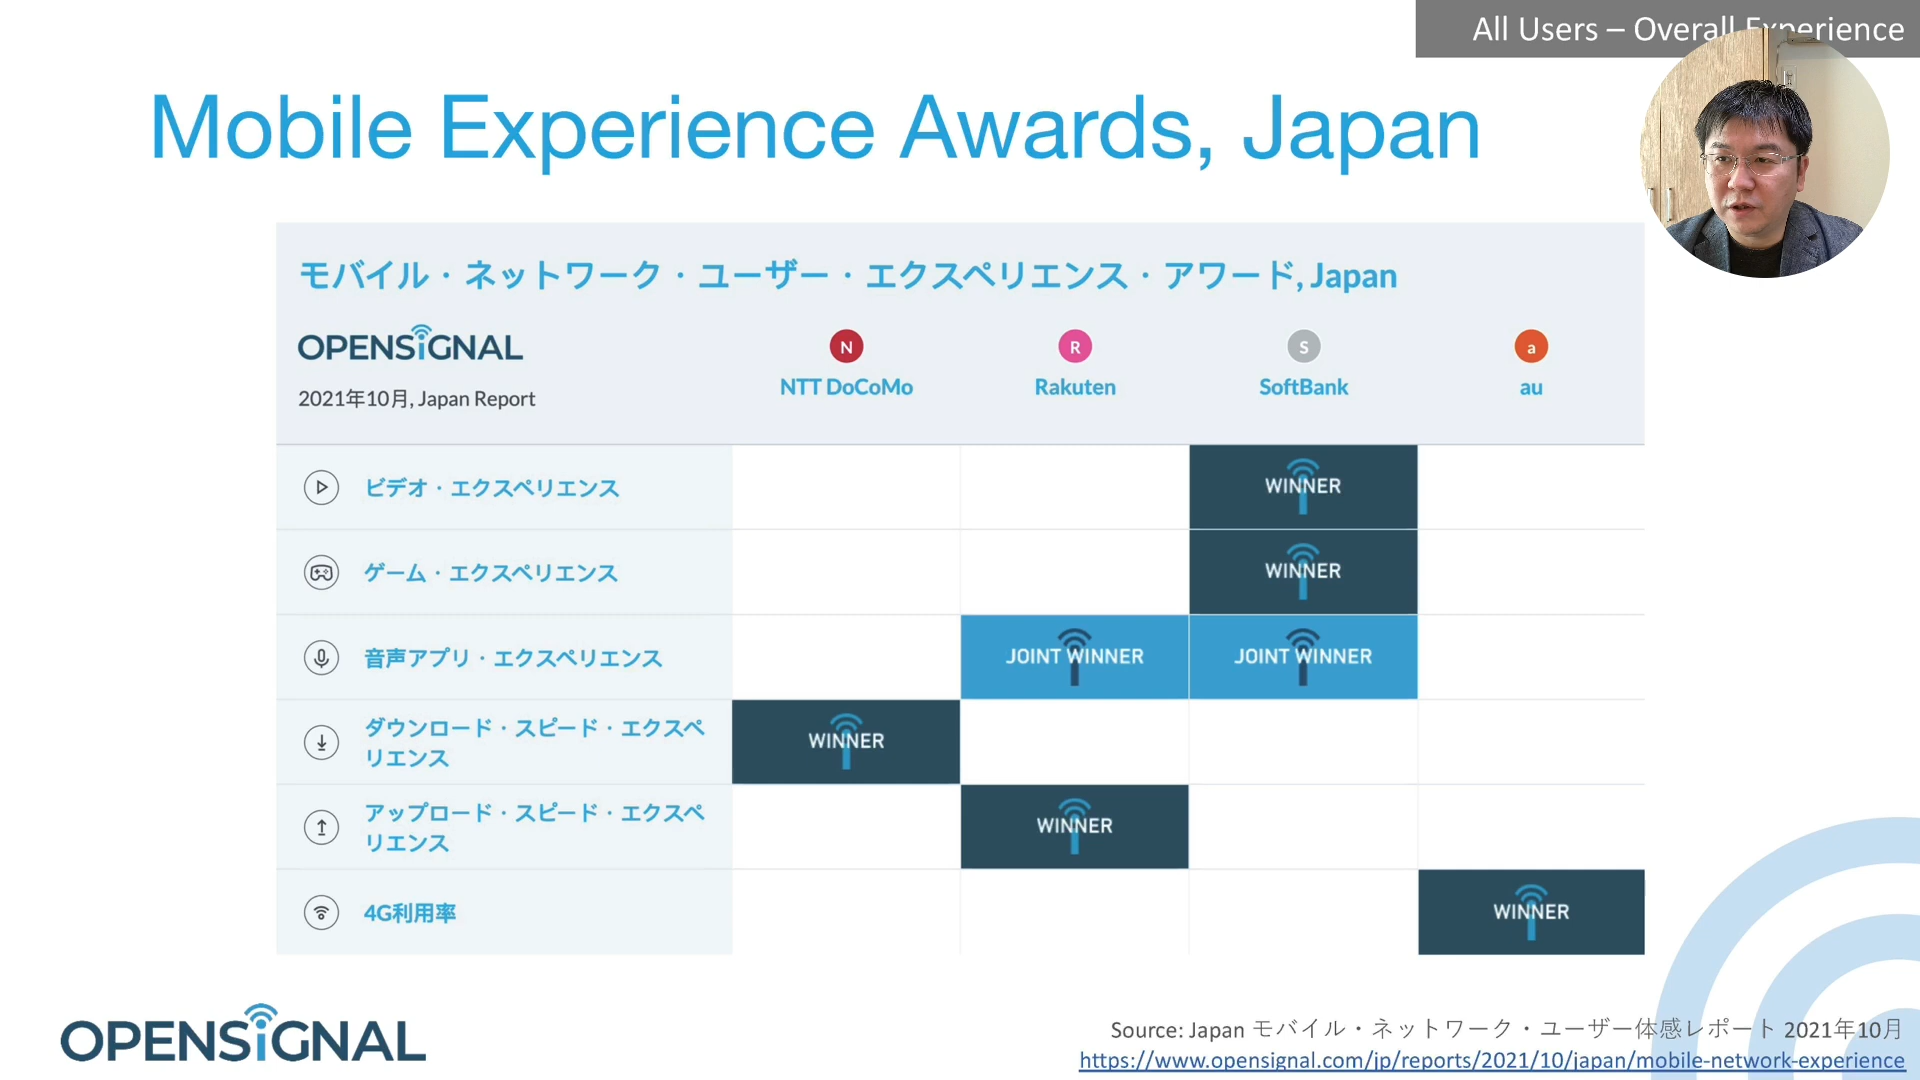 All Users – Overall Experience
Mobile Experience Awards, Japan
モバイル・ネットワーク・ユーザー・エクスペリエンス・アワード, Japan
OPENSIGNAL
2021年10月, Japan Report
N
R
S
a
NTT DoCoMo
Rakuten
SoftBank
au
ビデオ・エクスペリエンス
WINNER
ゲーム・エクスペリエンス
WINNER
音声アプリ・エクスペリエンス
JOINT WINNER
JOINT WINNER
ダウンロード・スピード・エクスペ
リエンス
WINNER
アップロード・スピード・エクスペ
リエンス
WINNER
4G利用率
WINNER
OPENSIGNAL
Source: Japan モバイル・ネットワーク・ユーザー体感レポート 2021年10月
https://www.opensignal.com/jp/reports/2021/10/japan/mobile-network-experience